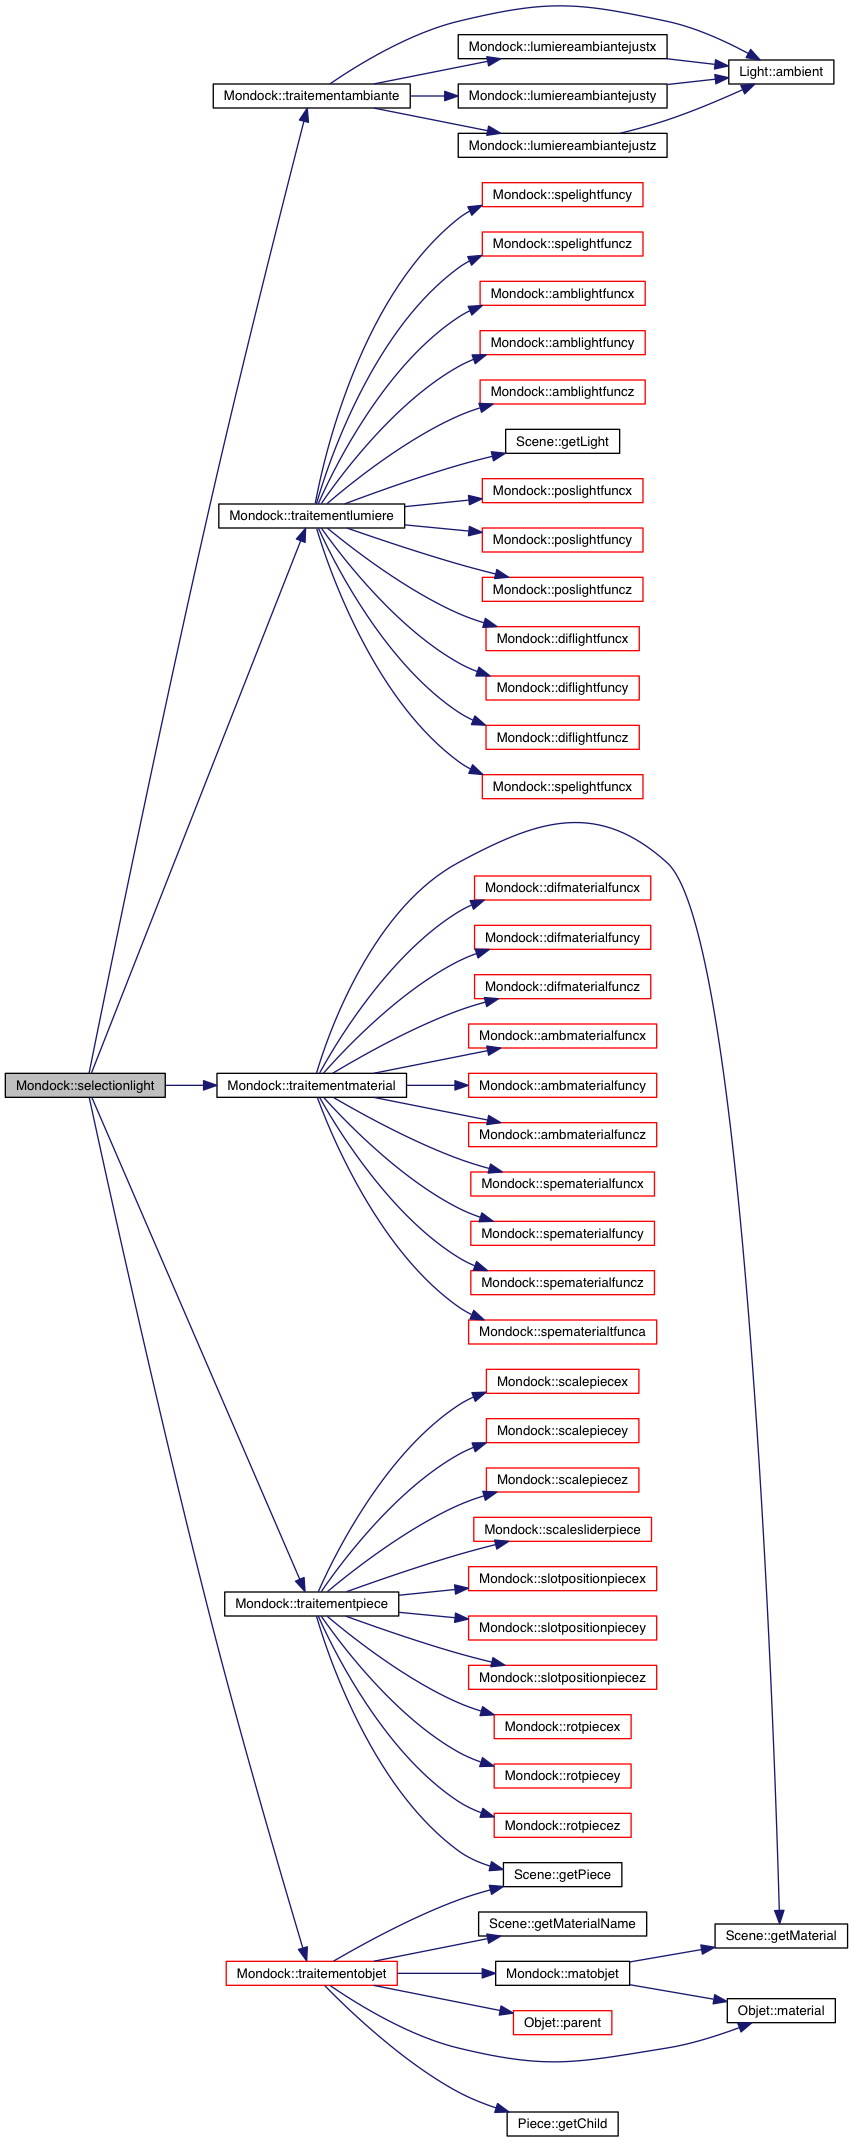 Mondock::lumiereambiantejustx
Light::ambient
Mondock::traitementambiante
Mondock::lumiereambiantejusty
Mondock::lumiereambiantejustz
Mondock::spelightfuncy
Mondock::spelightfuncz
Mondock::amblightfuncx
Mondock::amblightfuncy
Mondock::amblightfuncz
Scene::getLight
Mondock::poslightfuncx
Mondock::traitementlumiere
Mondock::poslightfuncy
Mondock::poslightfuncz
Mondock::diflightfuncx
Mondock::diflightfuncy
Mondock::diflightfuncz
Mondock::spelightfuncx
Mondock::difmaterialfuncx
Mondock::difmaterialfuncy
Mondock::difmaterialfuncz
Mondock::ambmaterialfuncx
Mondock::selectionlight
Mondock::traitementmaterial
Mondock::ambmaterialfuncy
Mondock::ambmaterialfuncz
Mondock::spematerialfuncx
Mondock::spematerialfuncy
Mondock::spematerialfuncz
Mondock::spematerialtfunca
Mondock::scalepiecex
Mondock::scalepiecey
Mondock::scalepiecez
Mondock::scalesliderpiece
Mondock::slotpositionpiecex
Mondock::traitementpiece
Mondock::slotpositionpiecey
Mondock::slotpositionpiecez
Mondock::rotpiecex
Mondock::rotpiecey
Mondock::rotpiecez
Scene::getPiece
Scene::getMaterialName
Scene::getMaterial
Mondock::traitementobjet
Mondock::matobjet
Objet::material
Objet::parent
Piece::getChild